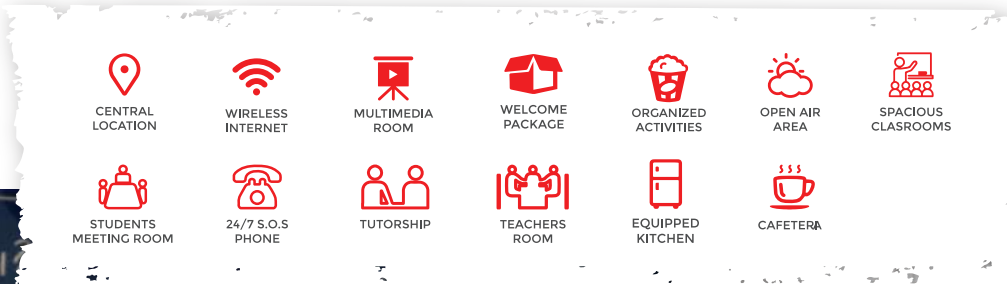 CENTRAL
LOCATION
WIRELESS
INTERNET
MULTIMEDIA
ROOM
WELCOME
PACKAGE
ORGANIZED
ACTIVITIES
OPEN AIR
AREA
SPACIOUS
CLASROOMS
STUDENTS
MEETING ROOM
24/7 S.O.S
PHONE
TUTORSHIP
TEACHERS
ROOM
EQUIPPED
KITCHEN
CAFETERIA